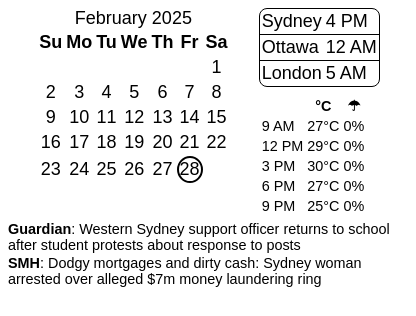 February 2025
Su Mo Tu We Th Fr Sa
1
2 3 4 5 6 7 8
9 10 11 12 13 14 15
16 17 18 19 20 21 22
23 24 25 26 27 28
Sydney 4 PM
Ottawa 12 AM
London 5 AM
°C ☂
9 AM 27°C 0%
12 PM 29°C 0%
3 PM 30°C 0%
6 PM 27°C 0%
9 PM 25°C 0%
Guardian: Western Sydney support officer returns to school
after student protests about response to posts
SMH: Dodgy mortgages and dirty cash: Sydney woman
arrested over alleged $7m money laundering ring